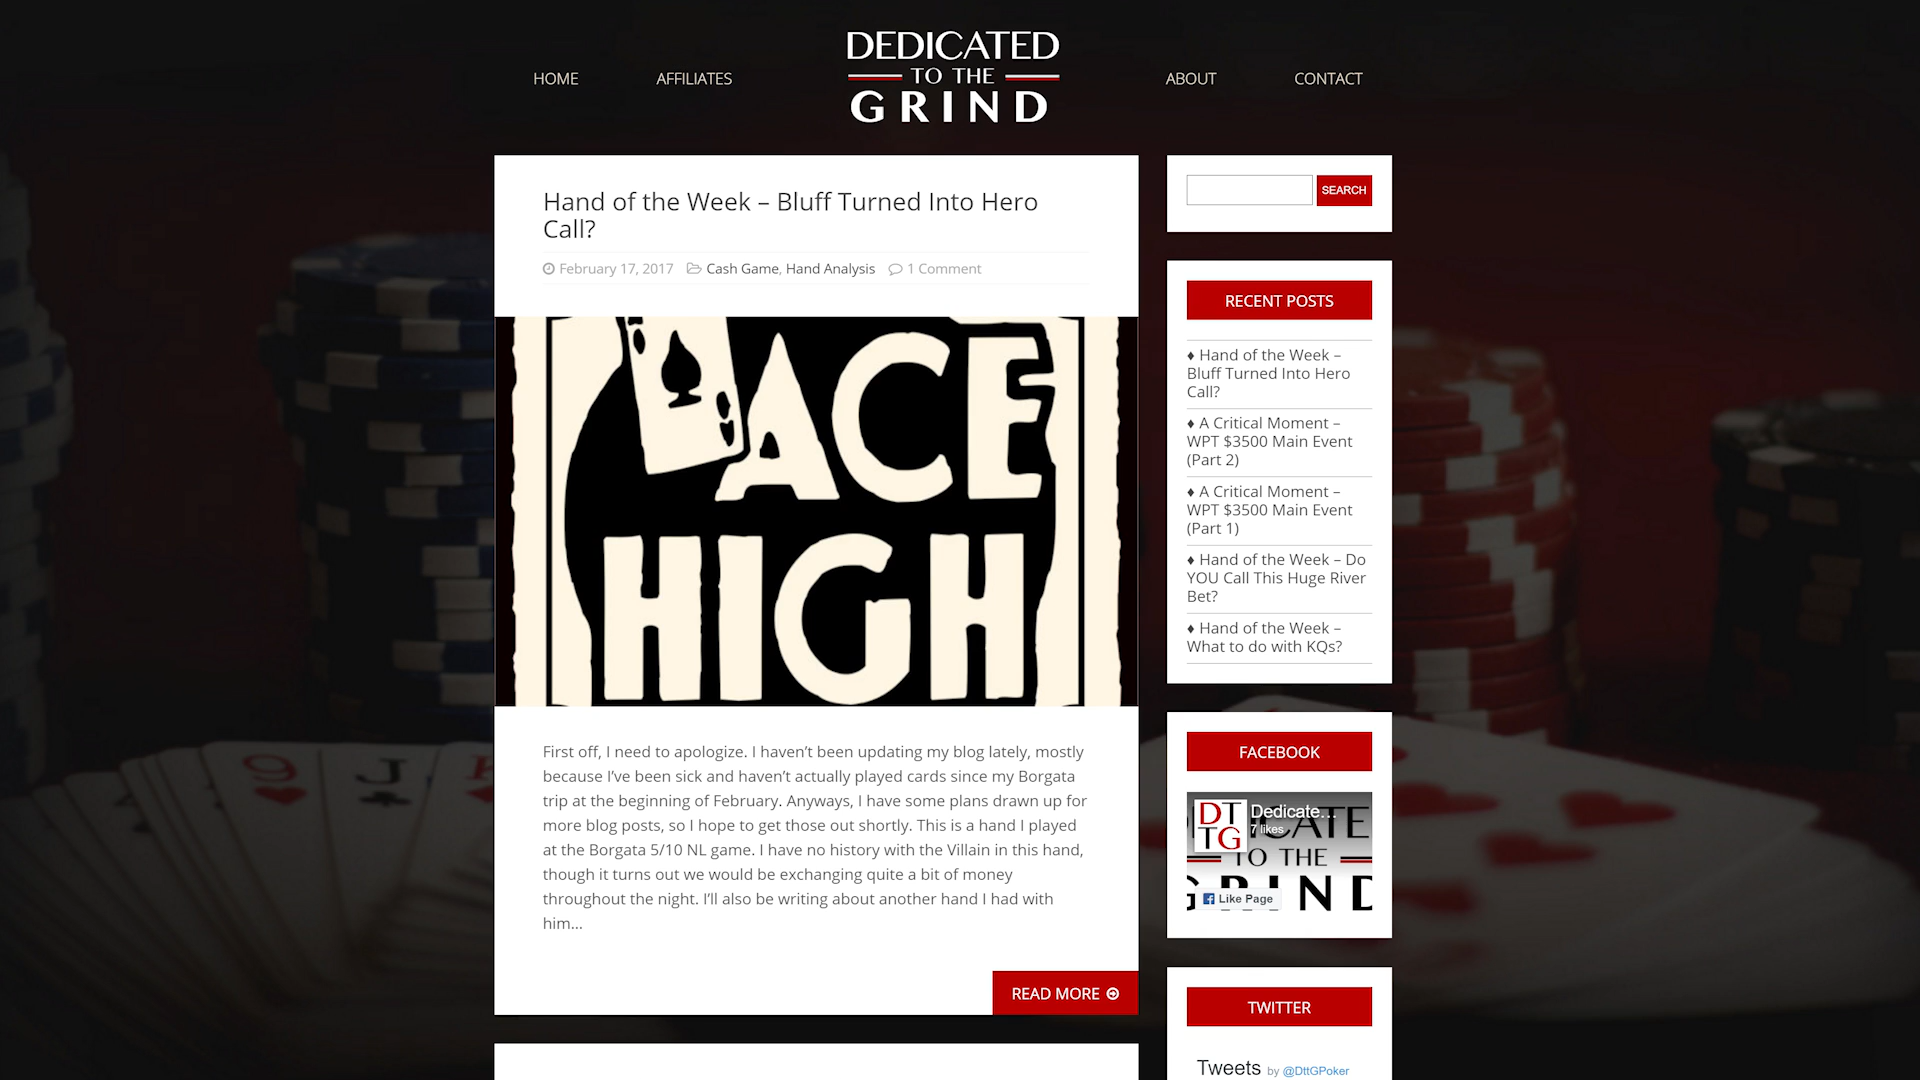 HOME
AFFILIATES
DEDICATED
TO THE
GRIND
ABOUT
CONTACT
Hand of the Week – Bluff Turned Into Hero
Call?
February 17, 2017 Cash Game, Hand Analysis 1 Comment
ACE
HIGH
First off, I need to apologize. I haven’t been updating my blog lately, mostly
because I’ve been sick and haven’t actually played cards since my Borgata
trip at the beginning of February. Anyways, I have some plans drawn up for
more blog posts, so I hope to get those out shortly. This is a hand I played
at the Borgata 5/10 NL game. I have no history with the Villain in this hand,
though it turns out we would be exchanging quite a bit of money
throughout the night. I’ll also be writing about another hand I had with
him…
READ MORE
SEARCH
RECENT POSTS
♦ Hand of the Week –
Bluff Turned Into Hero
Call?
♦ A Critical Moment –
WPT $3500 Main Event
(Part 2)
♦ A Critical Moment –
WPT $3500 Main Event
(Part 1)
♦ Hand of the Week – Do
YOU Call This Huge River
Bet?
♦ Hand of the Week –
What to do with KQs?
FACEBOOK
DT
TG
Dedicate...
7 likes
TO THE
Like Page
TWITTER
Tweets by @DttGPoker
9
J